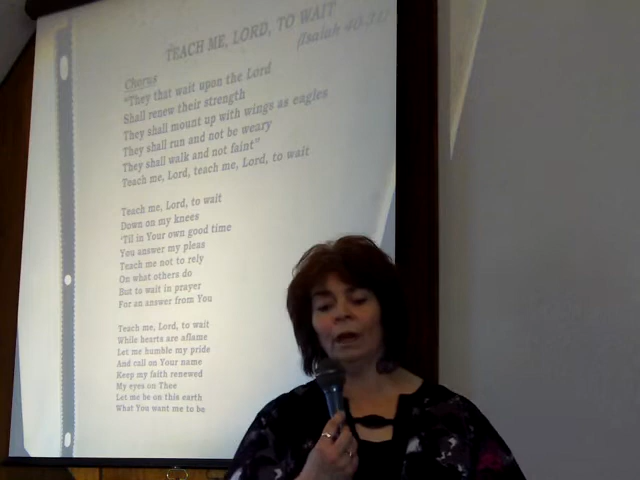 TEACH ME, LORD, TO WAIT
(Isaiah 40-31)
Chorus
"They that wait upon the Lord
Shall renew their strength
They shall mount up with wings as eagles
They shall run and not be weary
They shall walk and not faint"
Teach me, Lord, teach me, Lord, to wait
Teach me, Lord, to wait
Down on my knees
'Til in Your own good time
You answer my pleas
Teach me not to rely
On what others do
But to wait in prayer
For an answer from You
Teach me, Lord, to wait
While hearts are aflame
Let me humble my pride
And call on Your name
Keep my faith renewed
My eyes on Thee
Let me be on this earth
What You want me to be